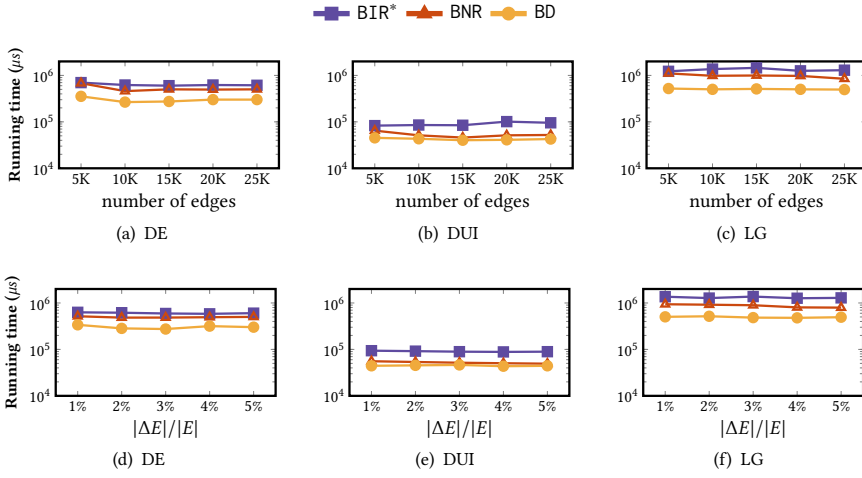 BIR* BNR BD
Running time (μs)
10^6
10^5
10^4
5K 10K 15K 20K 25K
number of edges
(a) DE
10^6
10^5
10^4
5K 10K 15K 20K 25K
number of edges
(b) DUI
10^6
10^5
10^4
5K 10K 15K 20K 25K
number of edges
(c) LG
Running time (μs)
10^6
10^5
10^4
1% 2% 3% 4% 5%
|ΔE|/|E|
(d) DE
10^6
10^5
10^4
1% 2% 3% 4% 5%
|ΔE|/|E|
(e) DUI
10^6
10^5
10^4
1% 2% 3% 4% 5%
|ΔE|/|E|
(f) LG